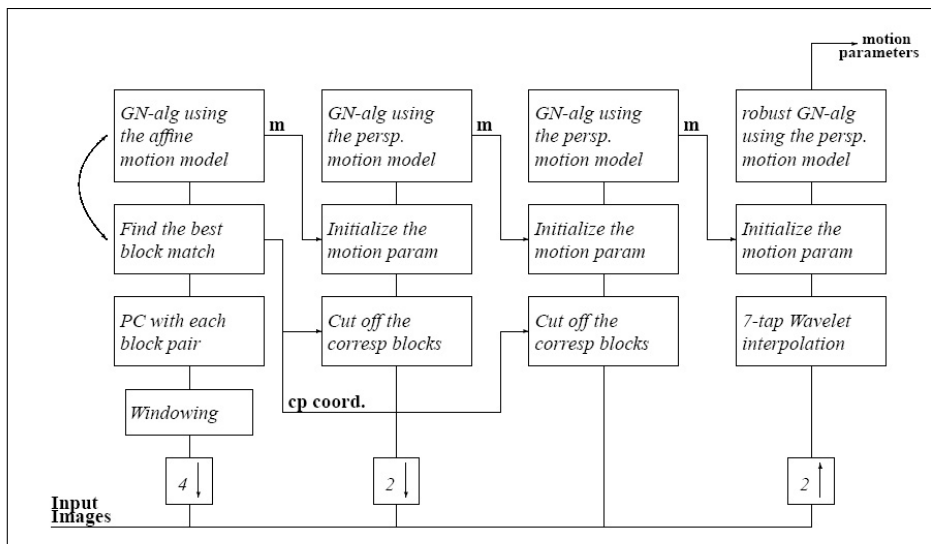 motion
parameters
GN-alg using
the affine
motion model
m
GN-alg using
the persp.
motion model
m
GN-alg using
the persp.
motion model
m
robust GN-alg
using the persp.
motion model
Find the best
block match
Initialize the
motion param
Initialize the
motion param
Initialize the
motion param
PC with each
block pair
Cut off the
corresp blocks
Cut off the
corresp blocks
7-tap Wavelet
interpolation
Windowing
cp coord.
4
2
2
Input
Images